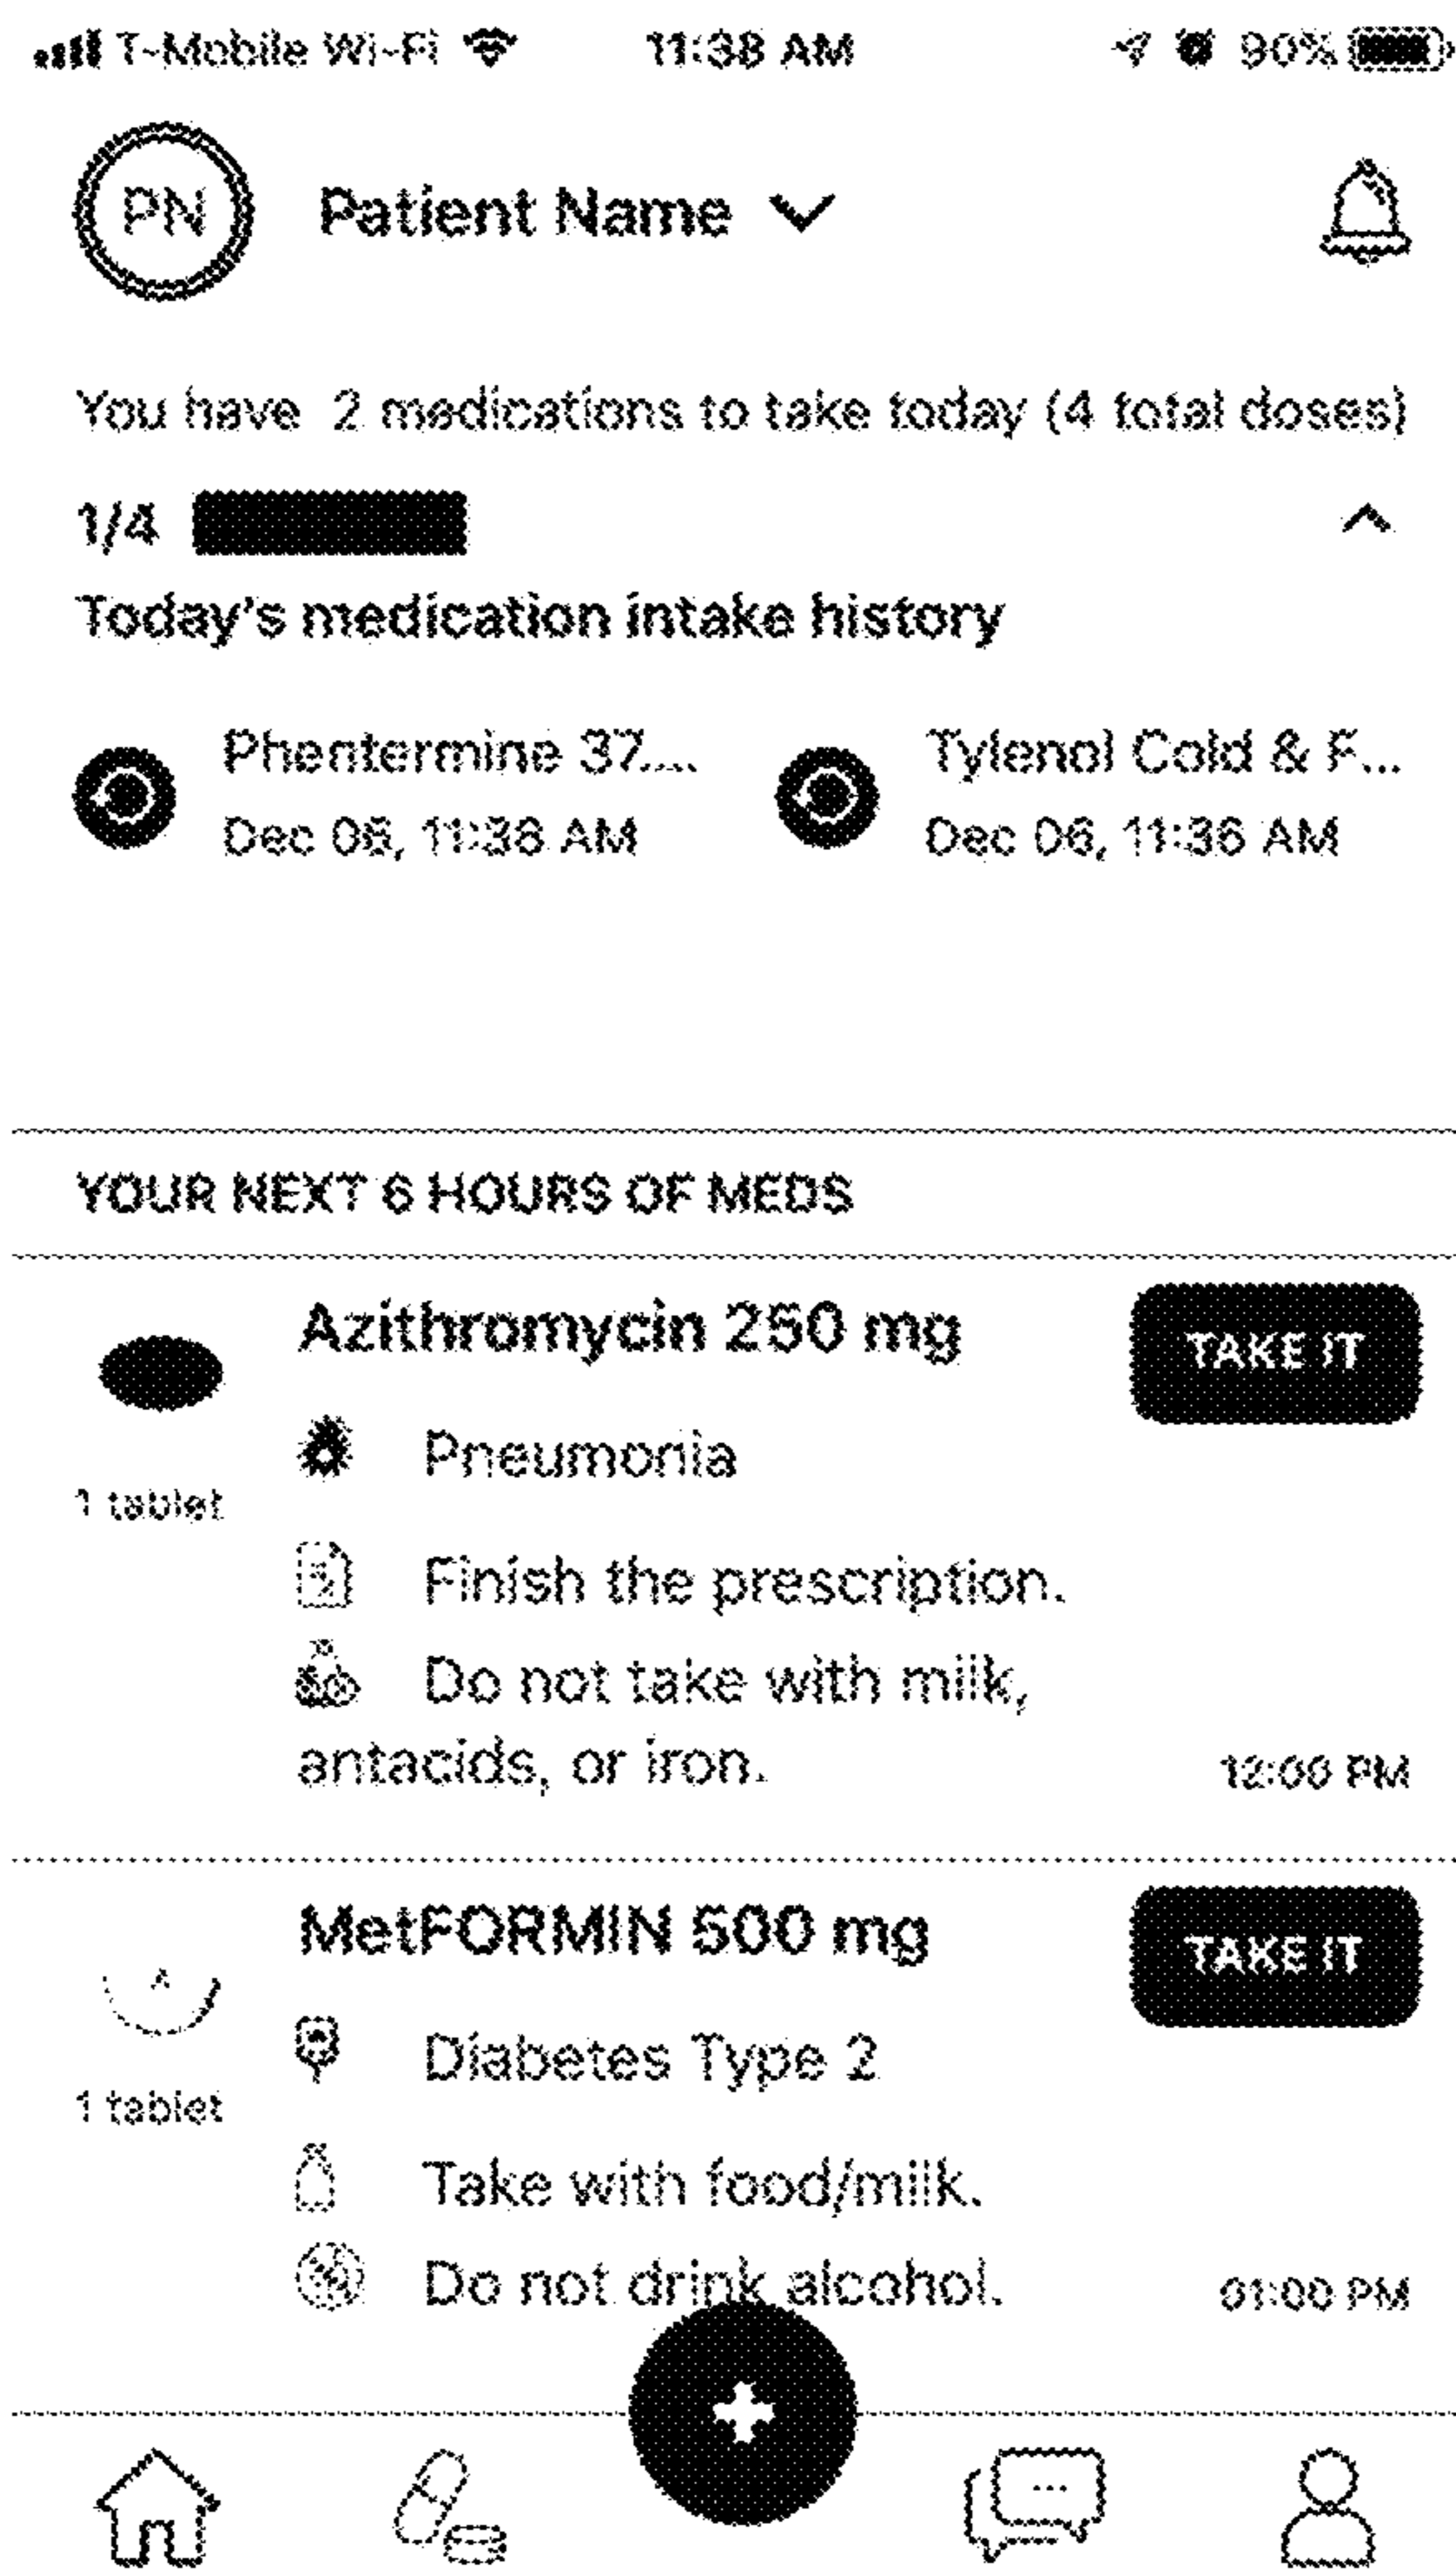 T-Mobile Wi-Fi 11:38 AM 90%
PN Patient Name
You have 2 medications to take today (4 total doses)
1/4
Today's medication intake history
Phentermine 37.... Tylenol Cold & F...
Dec 06, 11:38 AM Dec 06, 11:36 AM
YOUR NEXT 6 HOURS OF MEDS
Azithromycin 250 mg TAKE IT
Pneumonia
1 tablet
Finish the prescription.
Do not take with milk,
antacids, or iron. 12:00 PM
MetFORMIN 500 mg TAKE IT
Diabetes Type 2
1 tablet
Take with food/milk.
Do not drink alcohol. 01:00 PM